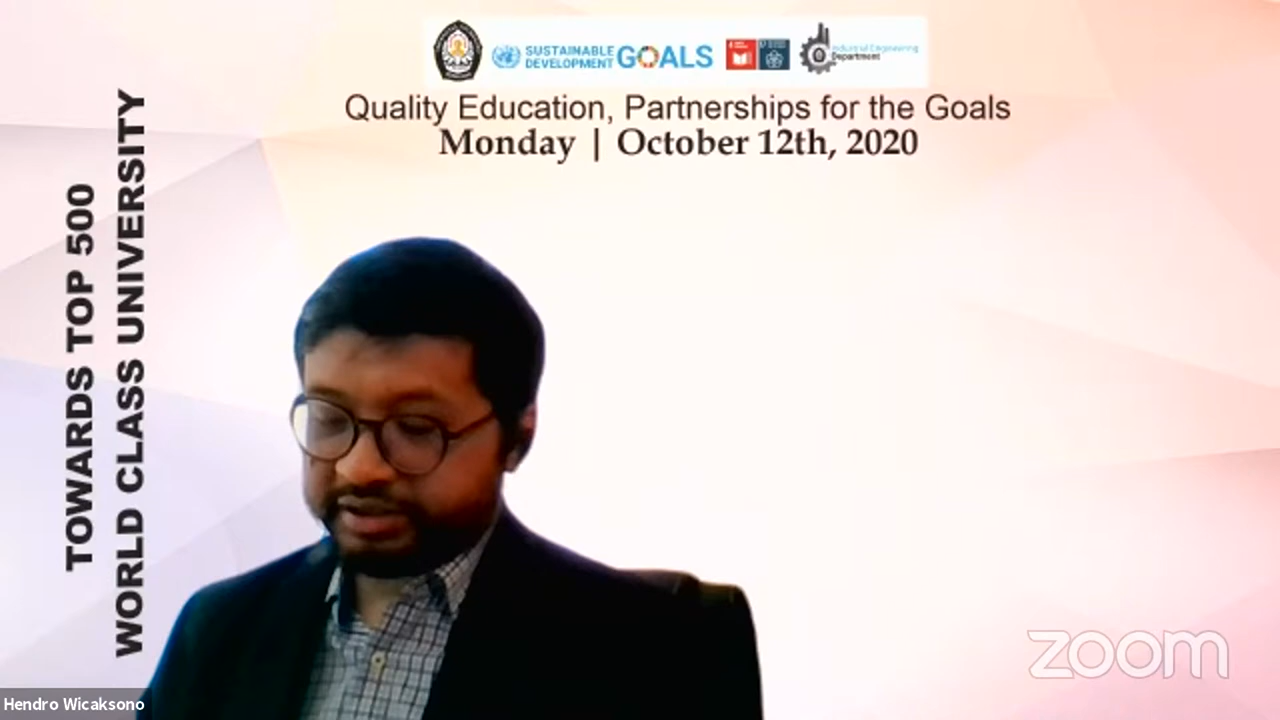 SUSTAINABLE
DEVELOPMENT GOALS
Industrial Engineering
Department
Quality Education, Partnerships for the Goals
Monday | October 12th, 2020
TOWARDS TOP 500
WORLD CLASS UNIVERSITY
zoom
Hendro Wicaksono